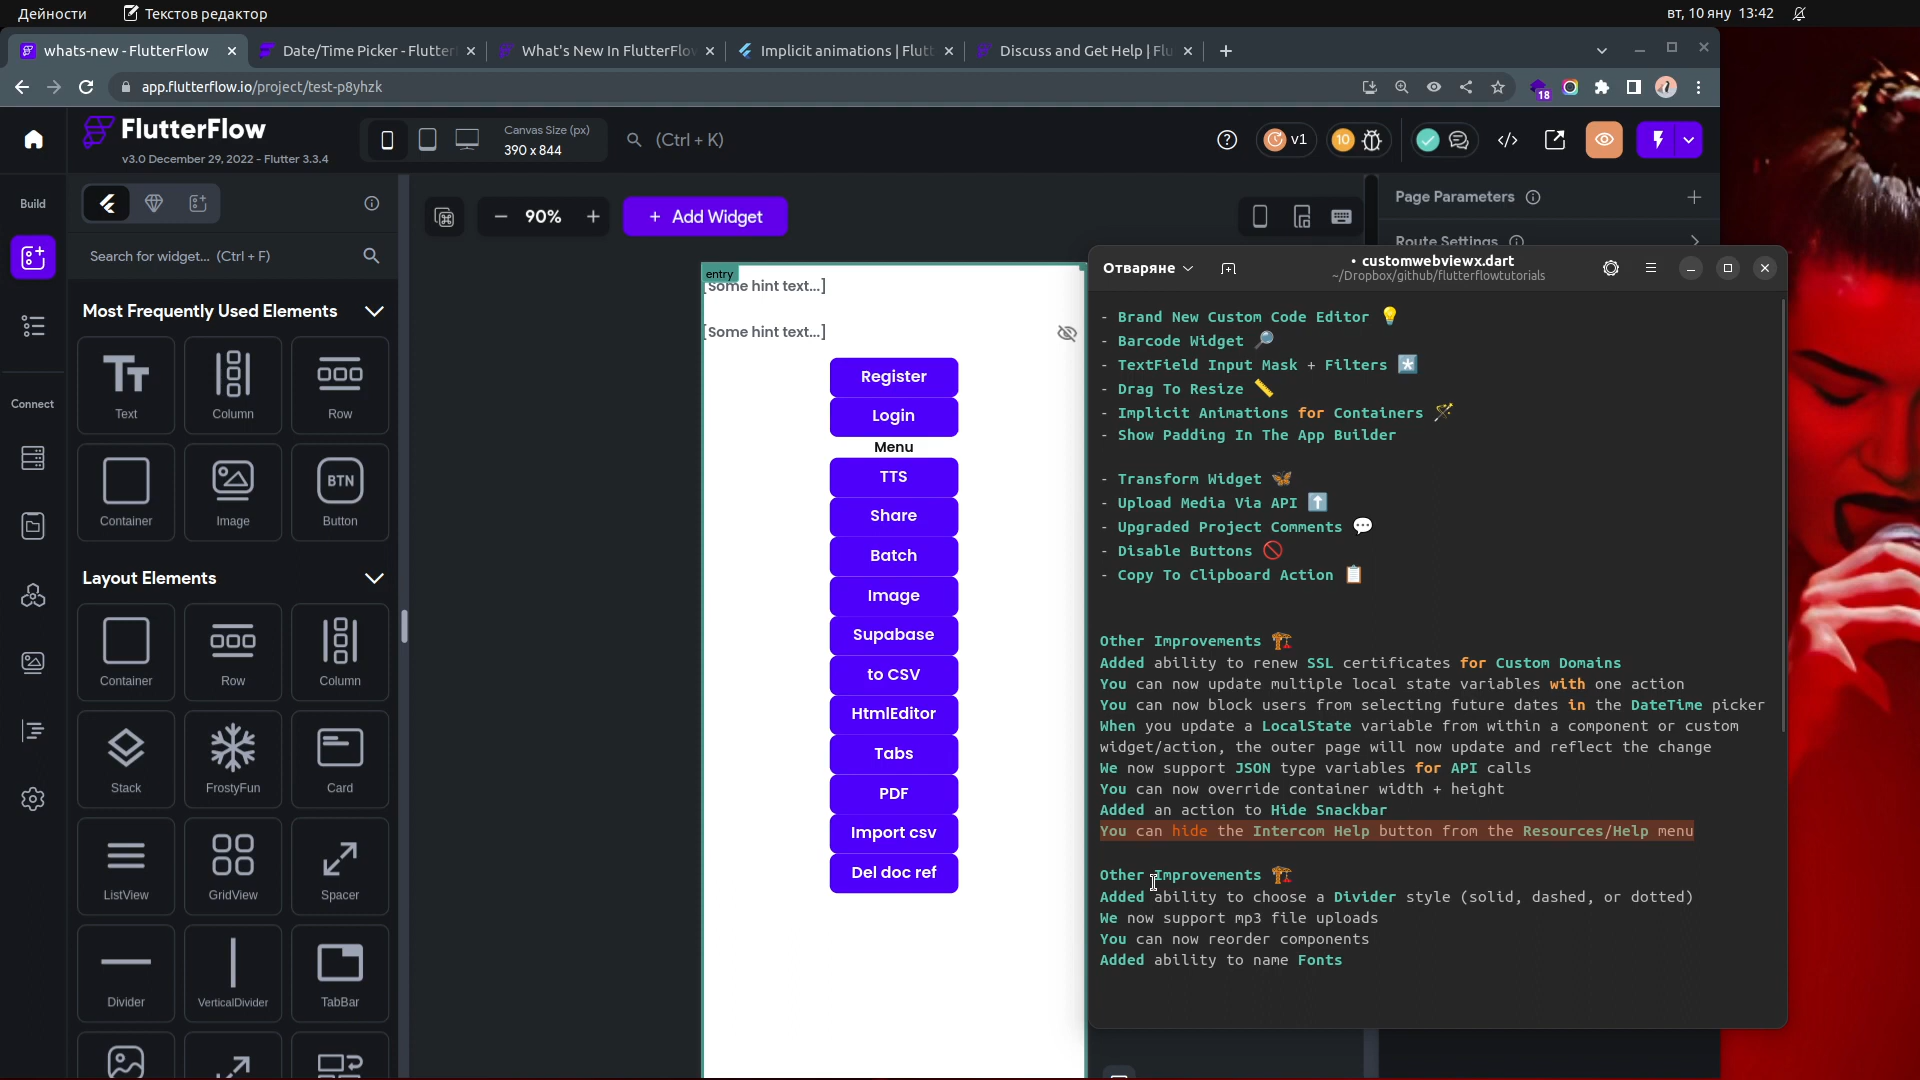 Дейности
Текстов редактор
вт, 10 яну 13:42
whats-new - FlutterFlow
Date/Time Picker - Flutter
What's New In FlutterFlo
Implicit animations | Flutt
Discuss and Get Help | Flu
app.flutterflow.io/project/test-p8yhzk
18
FlutterFlow
v3.0 December 29, 2022 - Flutter 3.3.4
Canvas Size (px)
390 x 844
(Ctrl + K)
v1
10
Build
Connect
Search for widget... (Ctrl + F)
Most Frequently Used Elements
Text
Column
Row
Container
Image
BTN
Button
Layout Elements
Container
Row
Column
Stack
FrostyFun
Card
ListView
GridView
Spacer
Divider
VerticalDivider
TabBar
90%
+ Add Widget
entry
[Some hint text...]
[Some hint text...]
Register
Login
Menu
TTS
Share
Batch
Image
Supabase
to CSV
HtmlEditor
Tabs
PDF
Import csv
Del doc ref
Page Parameters
Route Settings
Отваряне
• customwebviewx.dart
~/Dropbox/github/flutterflowtutorials
- Brand New Custom Code Editor 💡
- Barcode Widget 🔎
- TextField Input Mask + Filters *️⃣
- Drag To Resize 📏
- Implicit Animations for Containers 🪄
- Show Padding In The App Builder
- Transform Widget 🦋
- Upload Media Via API ⬆️
- Upgraded Project Comments 💬
- Disable Buttons 🚫
- Copy To Clipboard Action 📋
Other Improvements 🏗️
Added ability to renew SSL certificates for Custom Domains
You can now update multiple local state variables with one action
You can now block users from selecting future dates in the DateTime picker
When you update a LocalState variable from within a component or custom
widget/action, the outer page will now update and reflect the change
We now support JSON type variables for API calls
You can now override container width + height
Added an action to Hide Snackbar
You can hide the Intercom Help button from the Resources/Help menu
Other Improvements 🏗️
Added ability to choose a Divider style (solid, dashed, or dotted)
We now support mp3 file uploads
You can now reorder components
Added ability to name Fonts